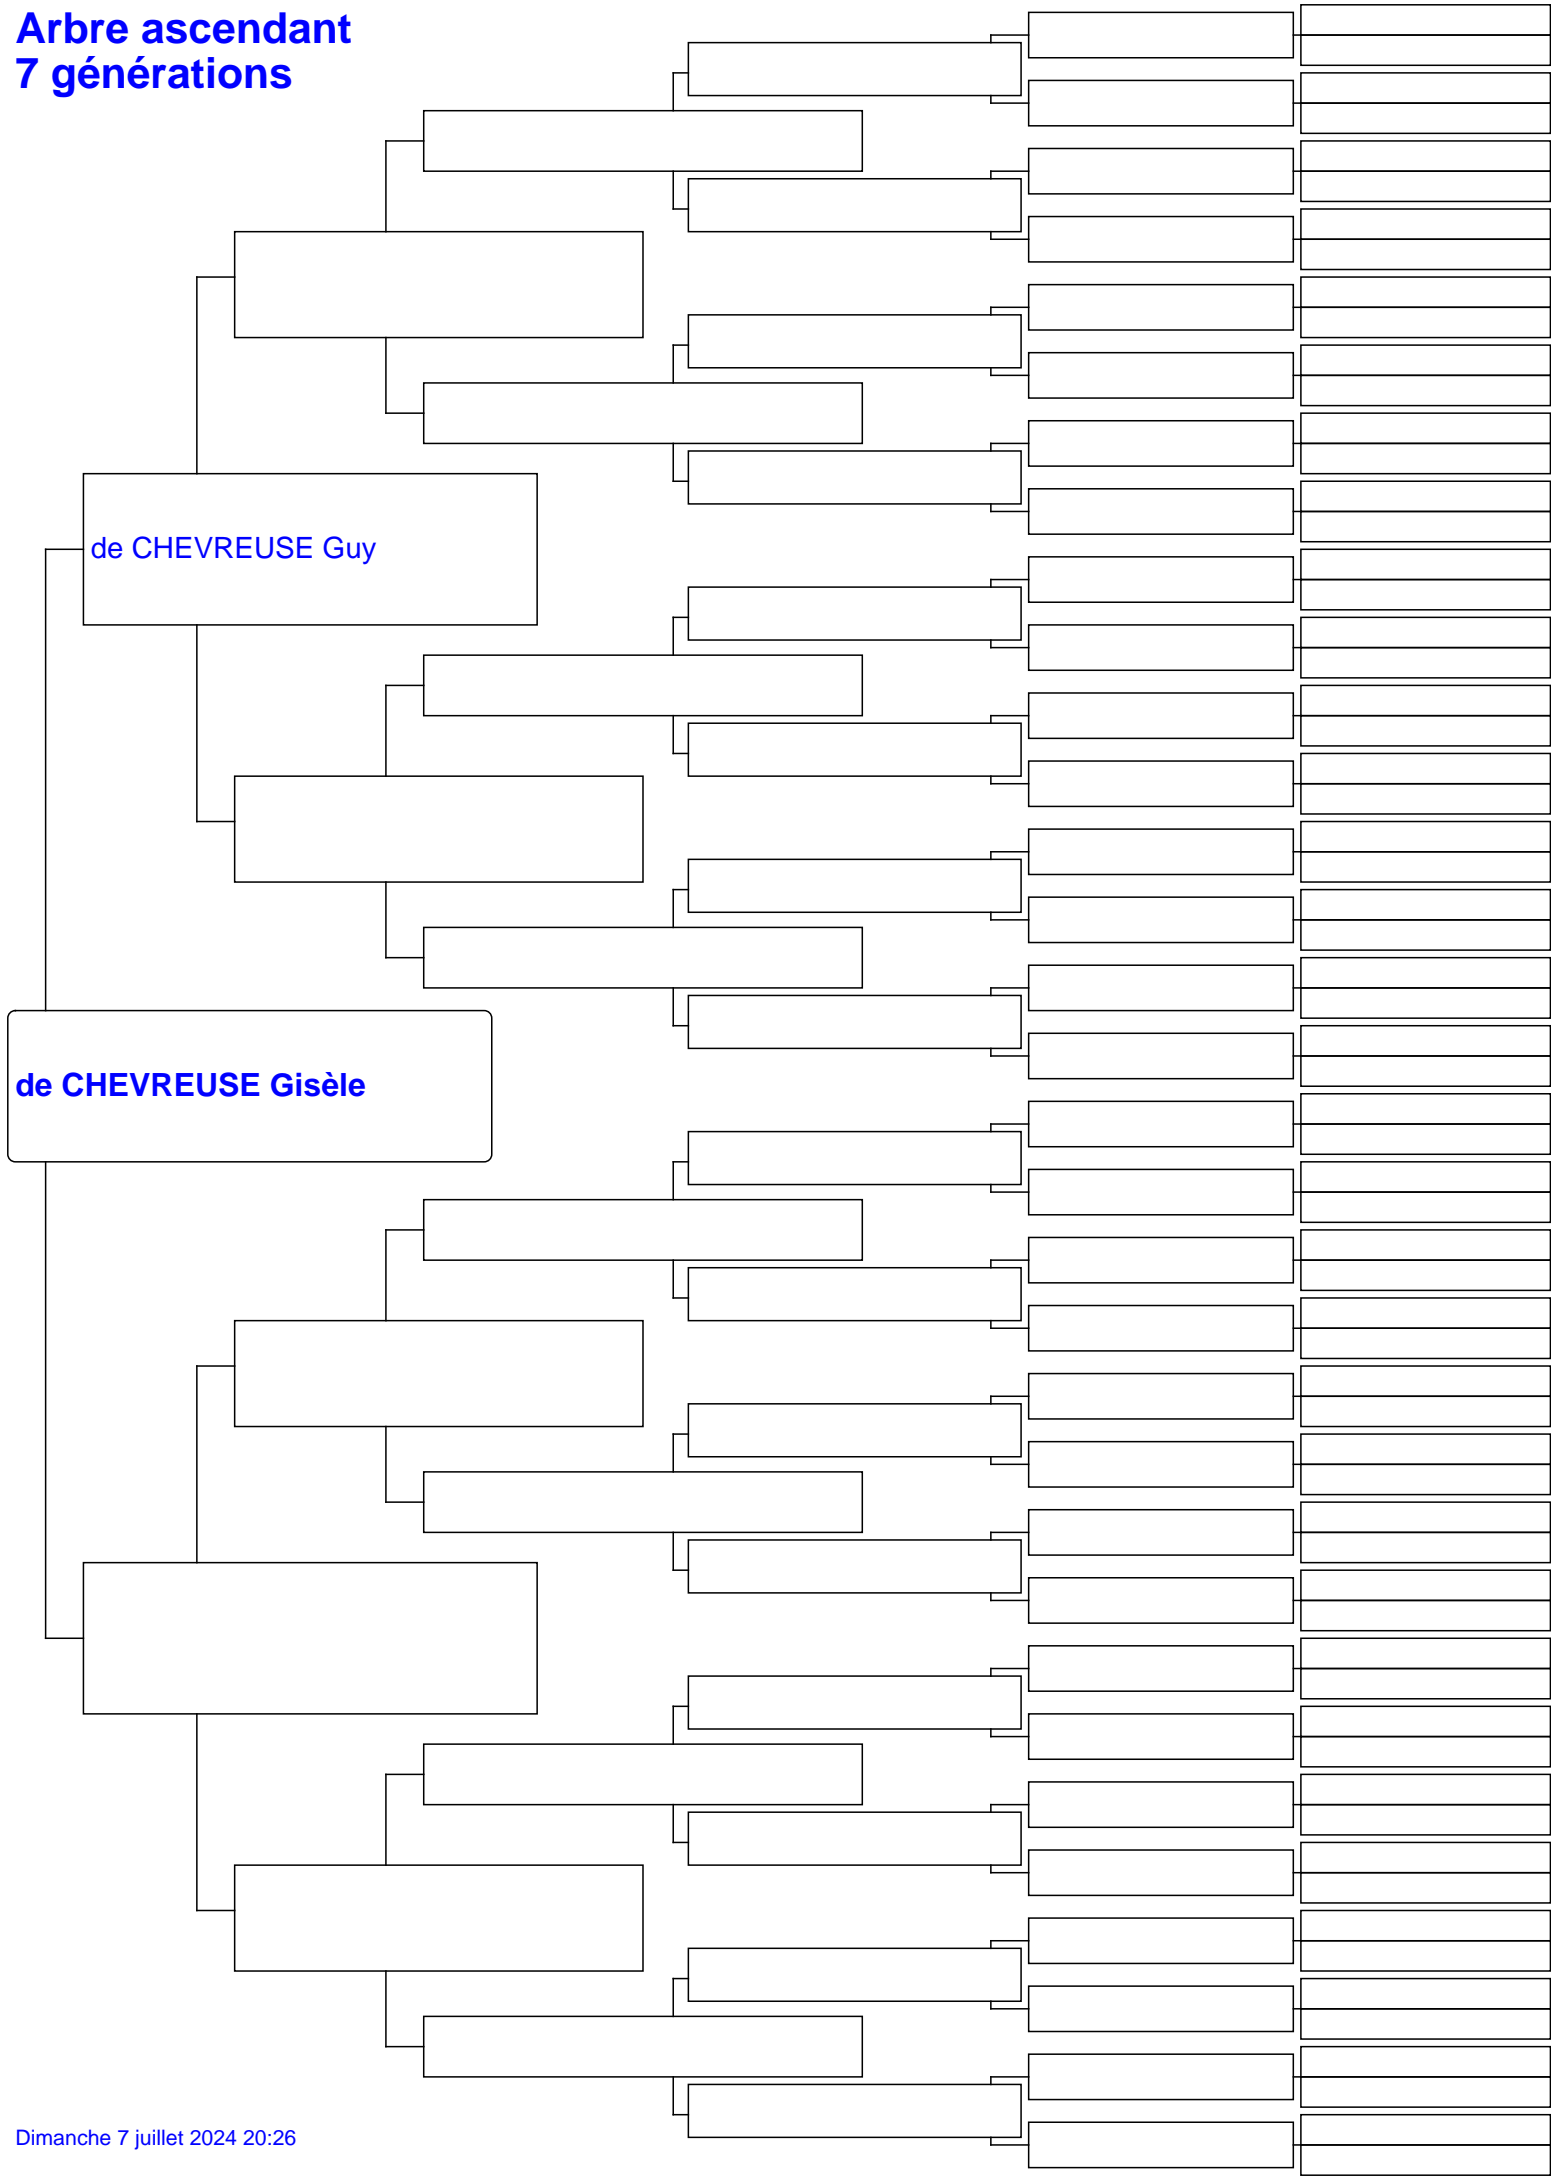 Arbre ascendant
7 générations
de CHEVREUSE Guy
de CHEVREUSE Gisèle
Dimanche 7 juillet 2024 20:26